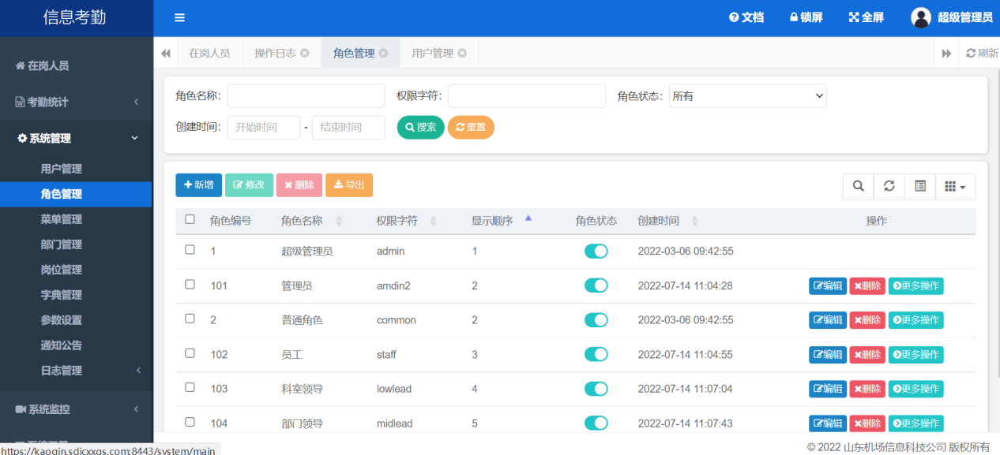 信息考勤
文档 锁屏 全屏 超级管理员
在岗人员 操作日志 角色管理 用户管理 刷新
在岗人员
考勤统计
系统管理
用户管理
角色管理
菜单管理
部门管理
岗位管理
字典管理
参数设置
通知公告
日志管理
系统监控
角色名称: 权限字符: 角色状态: 所有
创建时间: 开始时间 - 结束时间 搜索 重置
新增 修改 删除 导出
角色编号 角色名称 权限字符 显示顺序 角色状态 创建时间 操作
1 超级管理员 admin 1 2022-03-06 09:42:55
101 管理员 amdin2 2 2022-07-14 11:04:28 编辑 删除 更多操作
2 普通角色 common 2 2022-03-06 09:42:55 编辑 删除 更多操作
102 员工 staff 3 2022-07-14 11:04:55 编辑 删除 更多操作
103 科室领导 lowlead 4 2022-07-14 11:07:04 编辑 删除 更多操作
104 部门领导 midlead 5 2022-07-14 11:07:43 编辑 删除 更多操作
https://kaoqin.sdjcxxgs.com:8443/system/main
© 2022 山东机场信息科技公司 版权所有